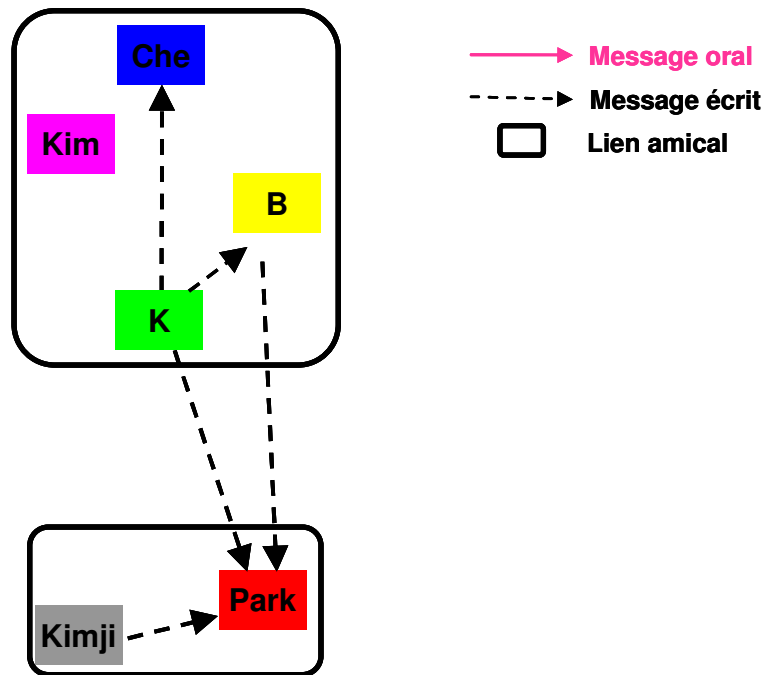 Che
Message oral
Message écrit
Kim
Lien amical
B
K
Park
Kimji